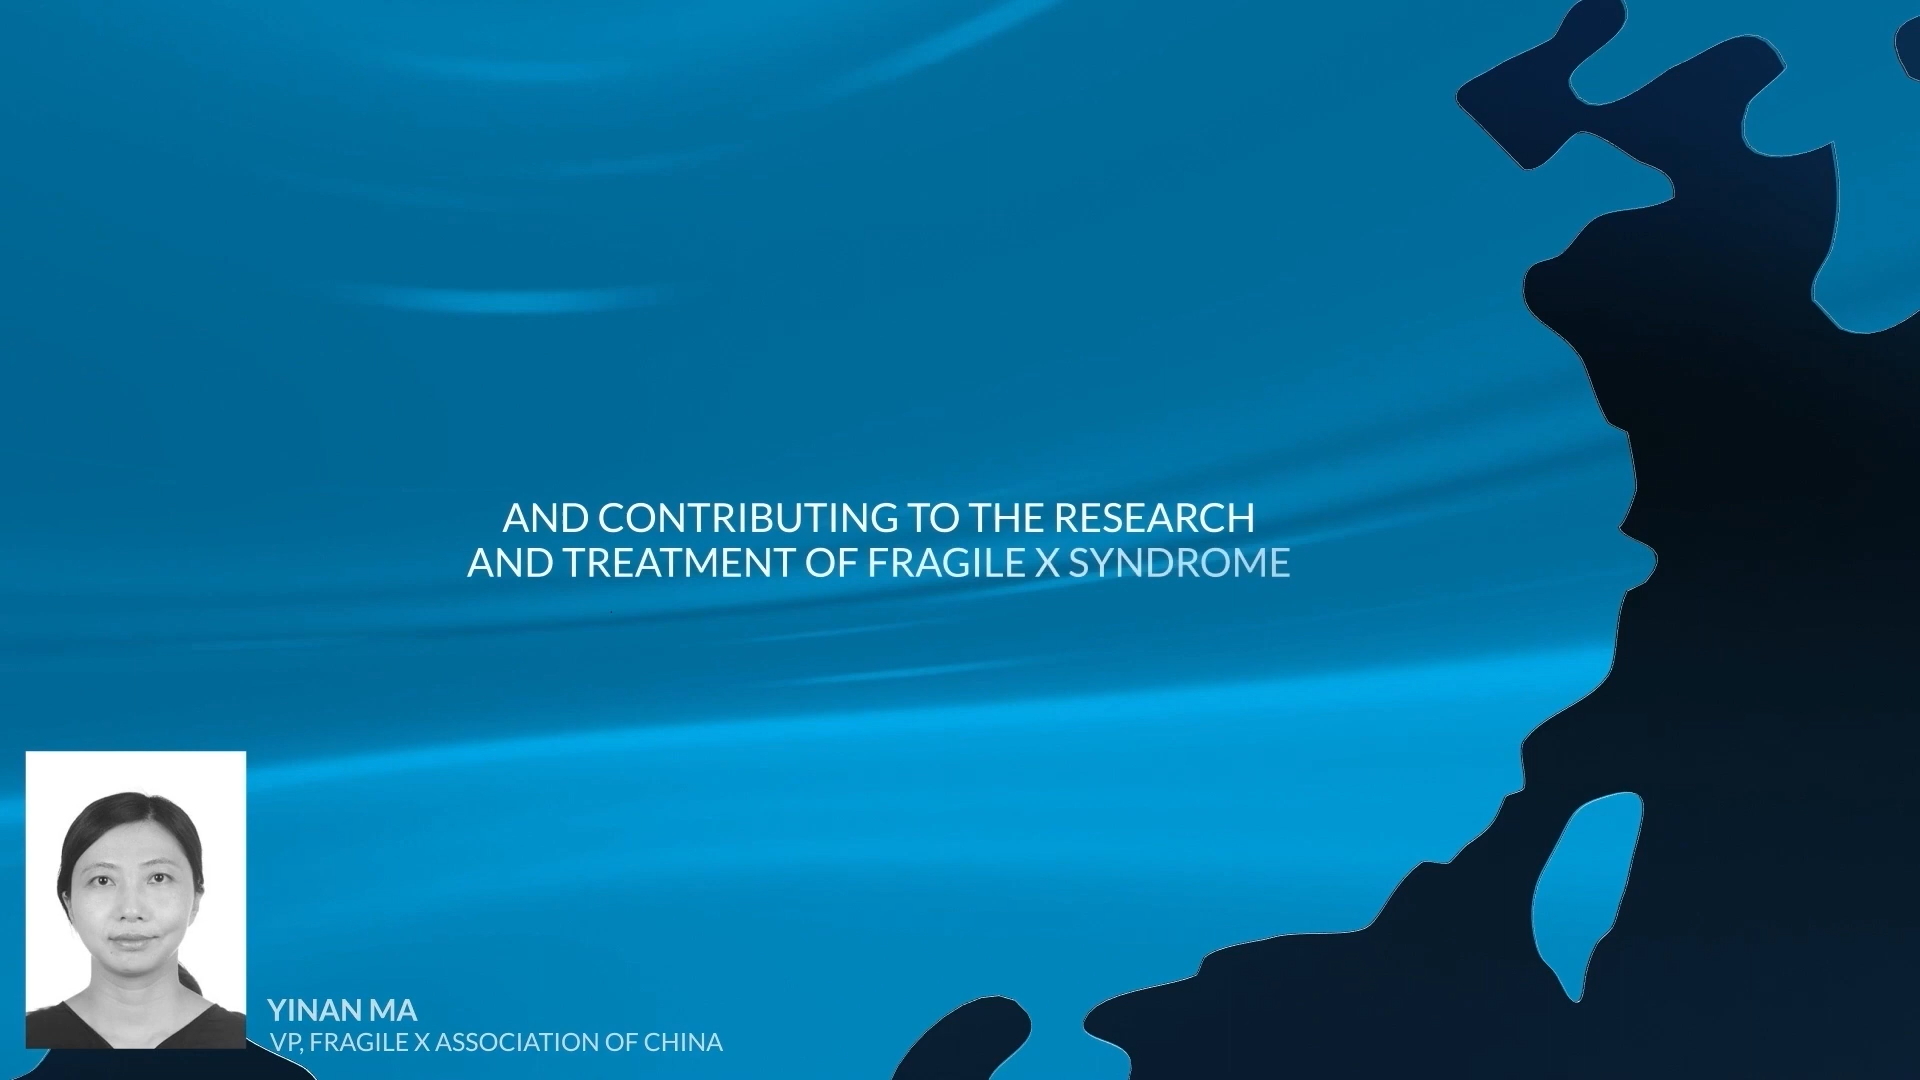 AND CONTRIBUTING TO THE RESEARCH
AND TREATMENT OF FRAGILE X SYNDROME
YINAN MA
VP, FRAGILE X ASSOCIATION OF CHINA